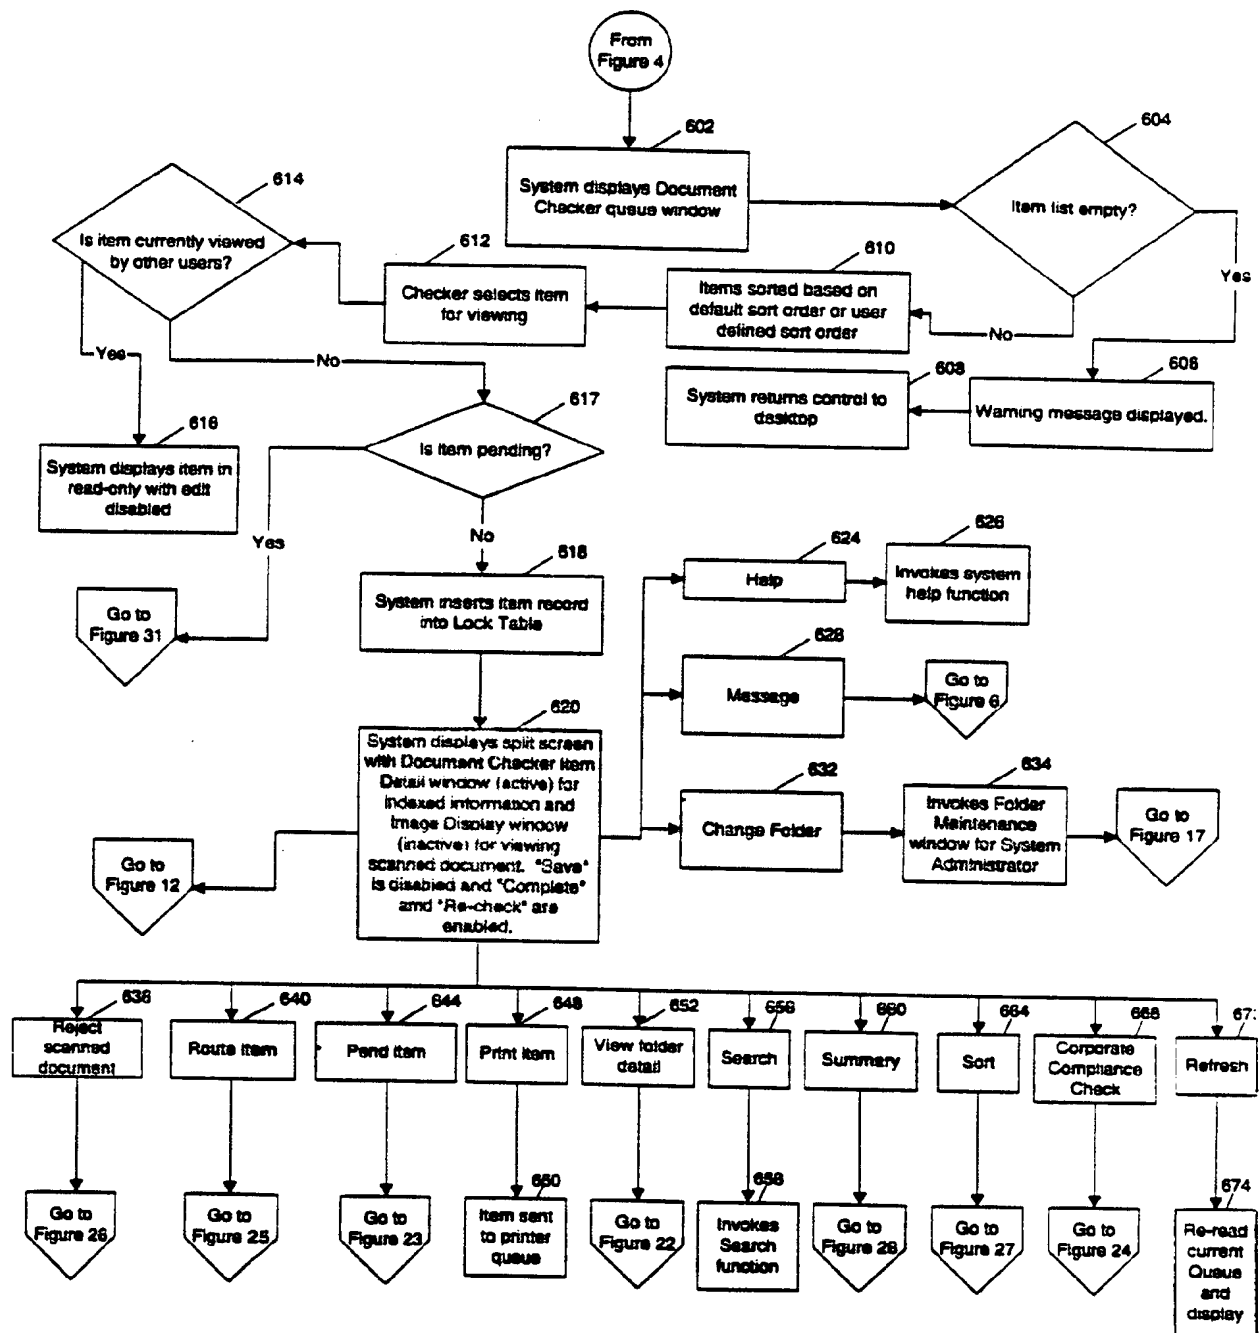 From
Figure 4
602
System displays Document
Checker queue window
604
Item list empty?
Yes
No
614
Is item currently viewed
by other users?
612
Checker selects item
for viewing
610
Items sorted based on
default sort order or user
defined sort order
Yes
No
608
System returns control to
desktop
606
Warning message displayed.
616
System displays item in
read-only with edit
disabled
617
Is item pending?
Yes
No
618
System inserts item record
into Lock Table
Go to
Figure 31
624
Help
626
Invokes system
help function
628
Message
Go to
Figure 6
620
System displays split screen
with Document Checker Item
Detail window (active) for
indexed information and
Image Display window
(inactive) for viewing
scanned document. "Save"
is disabled and "Complete"
amd "Re-check" are
enabled.
Go to
Figure 12
632
Change Folder
634
Invokes Folder
Maintenance
window for System
Administrator
Go to
Figure 17
636
Reject
scanned
document
640
Route item
644
Pend item
648
Print item
652
View folder
detail
656
Search
660
Summary
664
Sort
668
Corporate
Compliance
Check
Refresh
Go to
Figure 26
Go to
Figure 25
Go to
Figure 23
650
Item sent
to printer
queue
Go to
Figure 22
658
Invokes
Search
function
Go to
Figure 28
Go to
Figure 27
Go to
Figure 24
674
Re-read
current
Queue
and
display